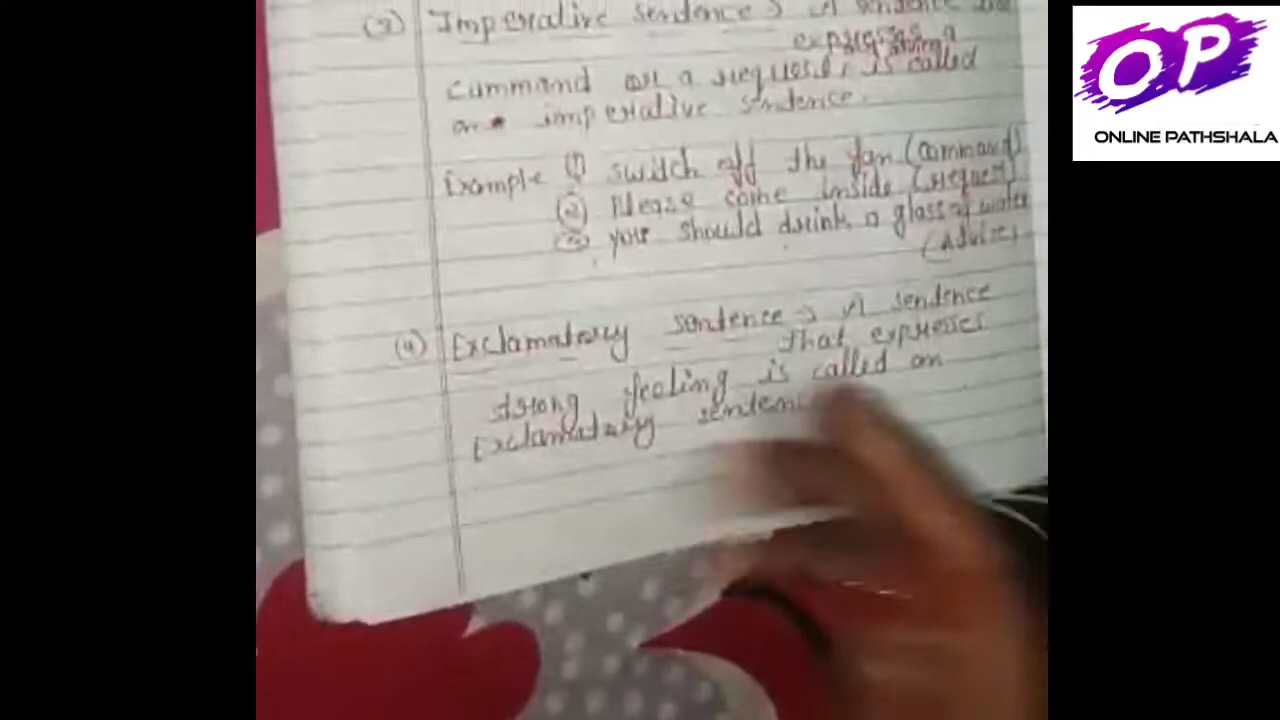 (3) Imperative sentence → A sentence
expresses a
command or a request, is called
an imperative sentence.
Example (1) switch off the fan (command)
(2) Please come inside (request)
(3) you should drink a glass of water
(advice)
(4) Exclamatory sentence → A sentence
that expresses
strong feeling is called an
Exclamatory sentence
OP
ONLINE PATHSHALA